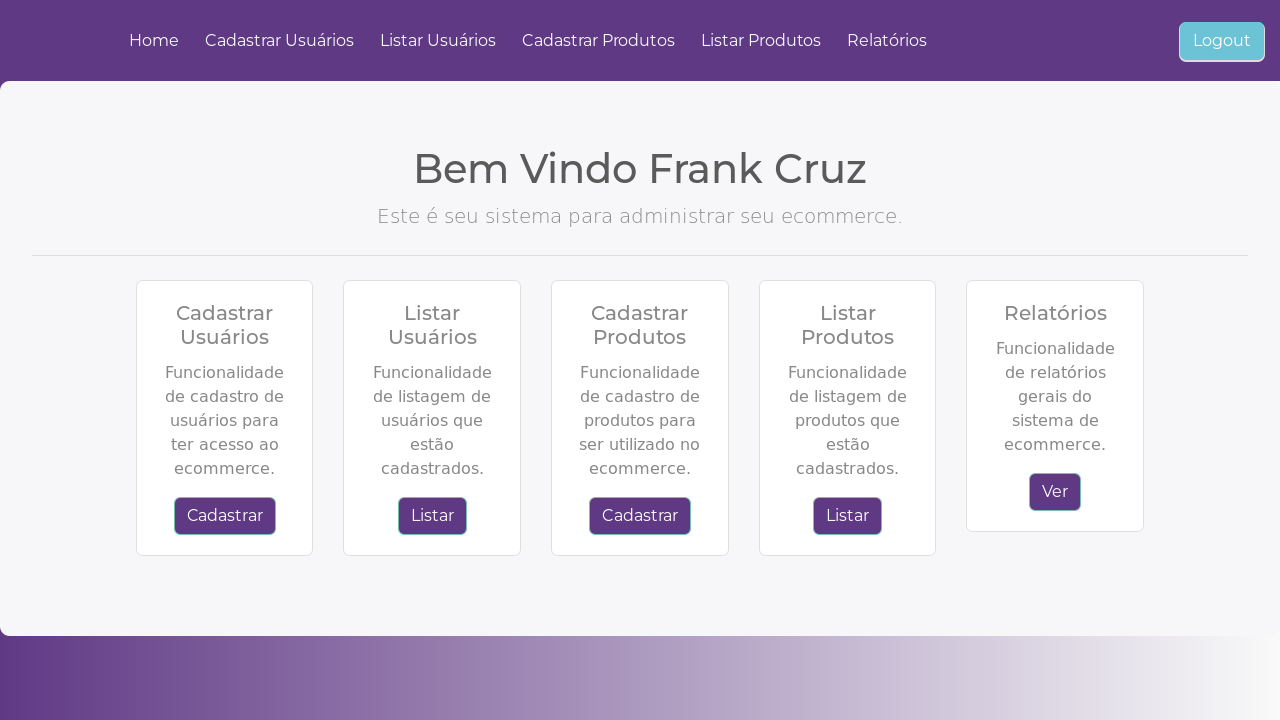 Home Cadastrar Usuários Listar Usuários Cadastrar Produtos Listar Produtos Relatórios Logout
Bem Vindo Frank Cruz
Este é seu sistema para administrar seu ecommerce.
Cadastrar
Usuários
Funcionalidade
de cadastro de
usuários para
ter acesso ao
ecommerce.
Cadastrar
Listar
Usuários
Funcionalidade
de listagem de
usuários que
estão
cadastrados.
Listar
Cadastrar
Produtos
Funcionalidade
de cadastro de
produtos para
ser utilizado no
ecommerce.
Cadastrar
Listar
Produtos
Funcionalidade
de listagem de
produtos que
estão
cadastrados.
Listar
Relatórios
Funcionalidade
de relatórios
gerais do
sistema de
ecommerce.
Ver